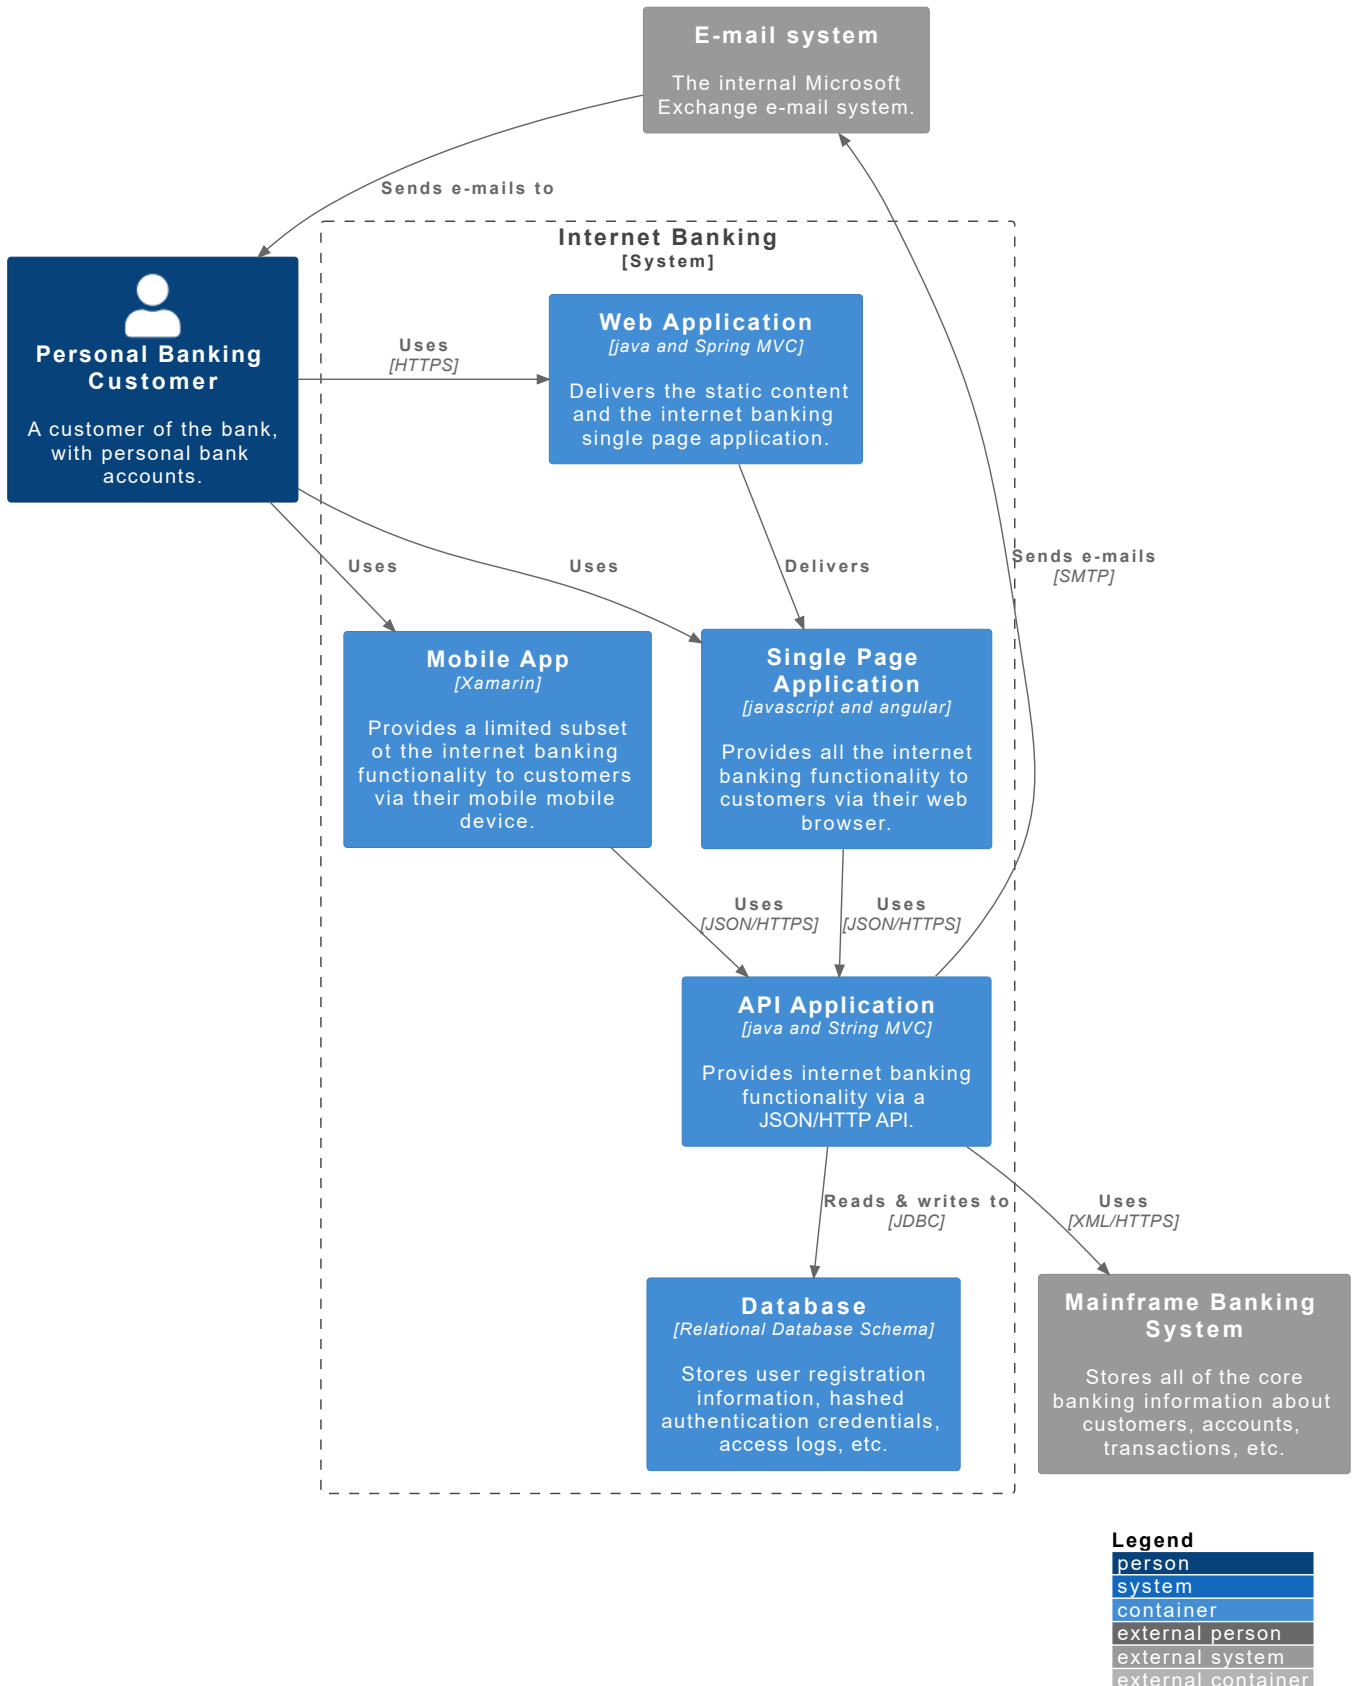 E-mail system
The internal Microsoft
Exchange e-mail system.
Sends e-mails to
Internet Banking
[System]
Personal Banking
Customer
A customer of the bank,
with personal bank
accounts.
Uses
[HTTPS]
Web Application
[java and Spring MVC]
Delivers the static content
and the internet banking
single page application.
Uses
Uses
Delivers
Sends e-mails
[SMTP]
Mobile App
[Xamarin]
Provides a limited subset
ot the internet banking
functionality to customers
via their mobile mobile
device.
Single Page
Application
[javascript and angular]
Provides all the internet
banking functionality to
customers via their web
browser.
Uses
[JSON/HTTPS]
Uses
[JSON/HTTPS]
API Application
[java and String MVC]
Provides internet banking
functionality via a
JSON/HTTP API.
Reads & writes to
[JDBC]
Uses
[XML/HTTPS]
Database
[Relational Database Schema]
Stores user registration
information, hashed
authentication credentials,
access logs, etc.
Mainframe Banking
System
Stores all of the core
banking information about
customers, accounts,
transactions, etc.
Legend
person
system
container
external person
external system
external container